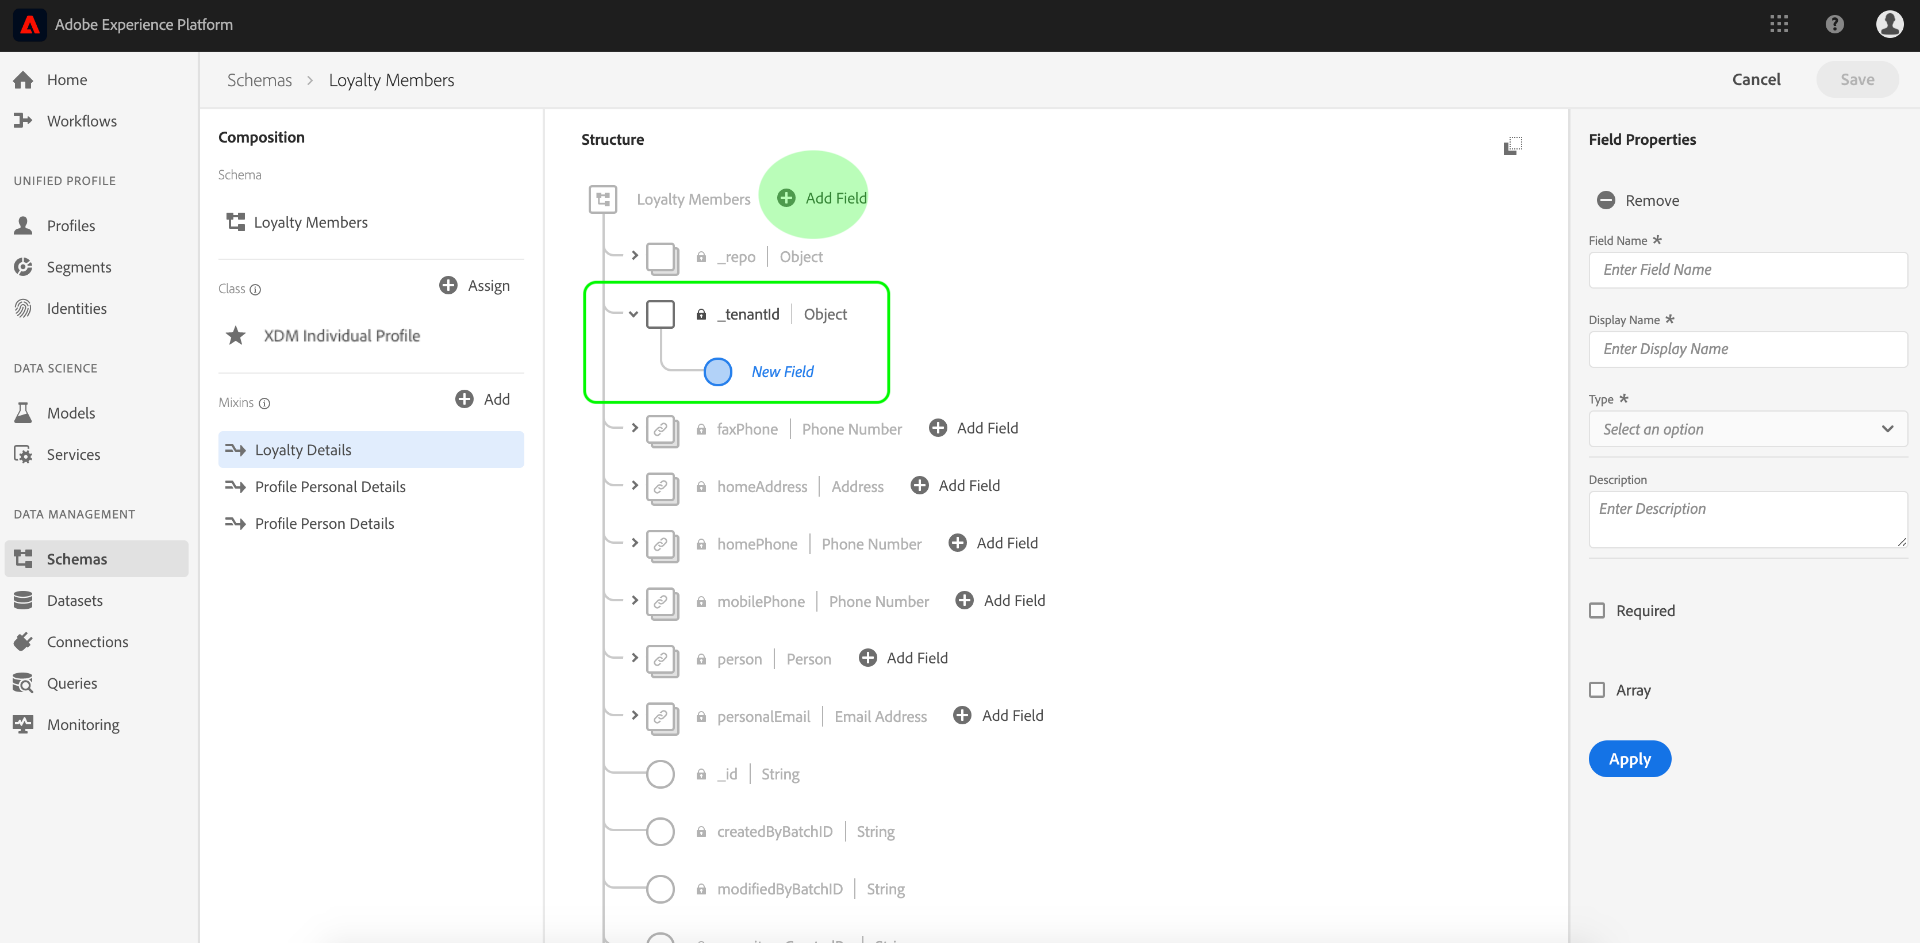 Adobe Experience Platform
Home
Workflows
UNIFIED PROFILE
Profiles
Segments
Identities
DATA SCIENCE
Models
Services
DATA MANAGEMENT
Schemas
Datasets
Connections
Queries
Monitoring
Schemas > Loyalty Members
Cancel
Save
Composition
Schema
Loyalty Members
Class
Assign
XDM Individual Profile
Mixins
Add
Loyalty Details
Profile Personal Details
Profile Person Details
Structure
Loyalty Members Add Field
_repo | Object
_tenantId | Object
New Field
faxPhone | Phone Number Add Field
homeAddress | Address Add Field
homePhone | Phone Number Add Field
mobilePhone | Phone Number Add Field
person | Person Add Field
personalEmail | Email Address Add Field
_id | String
createdByBatchID | String
modifiedByBatchID | String
Field Properties
Remove
Field Name *
Enter Field Name
Display Name *
Enter Display Name
Type *
Select an option
Description
Enter Description
Required
Array
Apply